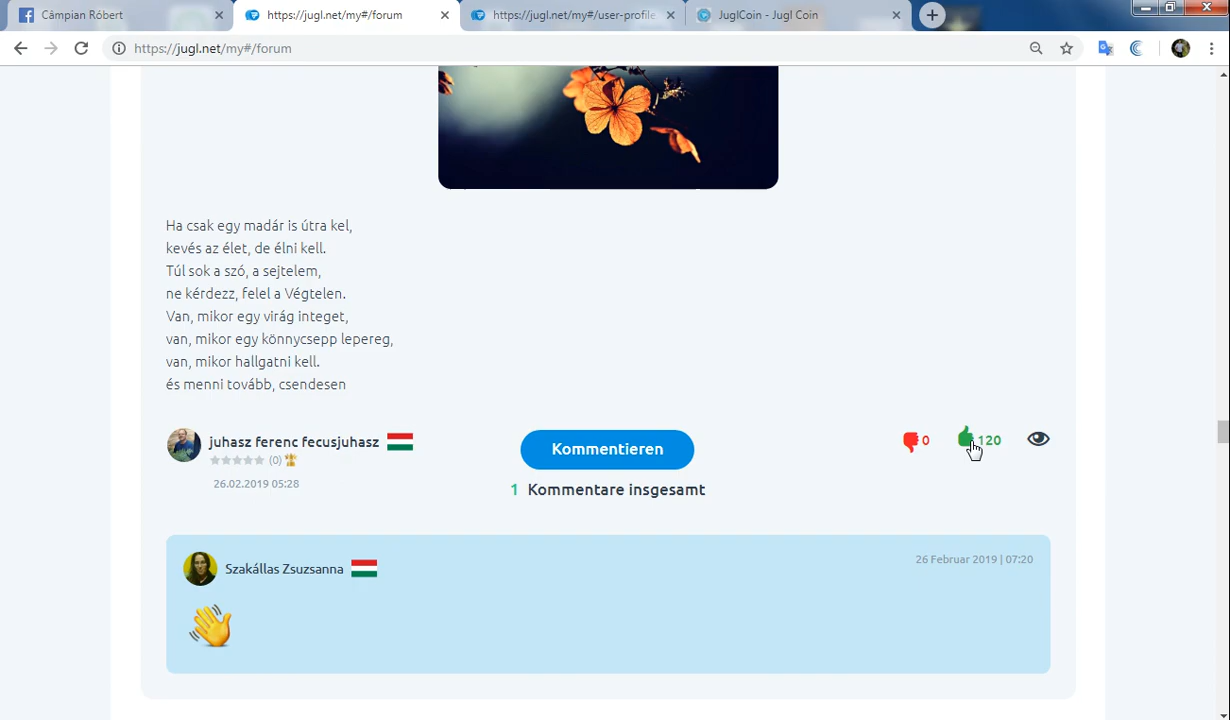 Câmpian Róbert
https://jugl.net/my#/forum
https://jugl.net/my#/user-profile
JuglCoin - Jugl Coin
https://jugl.net/my#/forum
Ha csak egy madár is útra kel,
kevés az élet, de élni kell.
Túl sok a szó, a sejtelem,
ne kérdezz, felel a Végtelen.
Van, mikor egy virág integet,
van, mikor egy könnycsepp lepereg,
van, mikor hallgatni kell.
és menni tovább, csendesen
juhasz ferenc fecusjuhasz
(0)
26.02.2019 05:28
Kommentieren
1 Kommentare insgesamt
0
120
Szakállas Zsuzsanna
26 Februar 2019 | 07:20